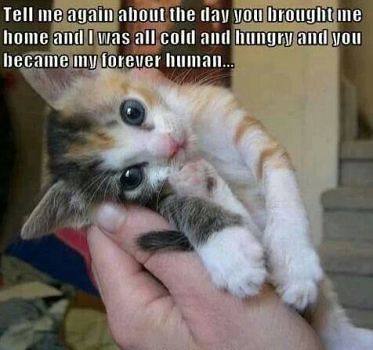 Tell me again about the day you brought me
home and I was all cold and hungry and you
became my forever human...